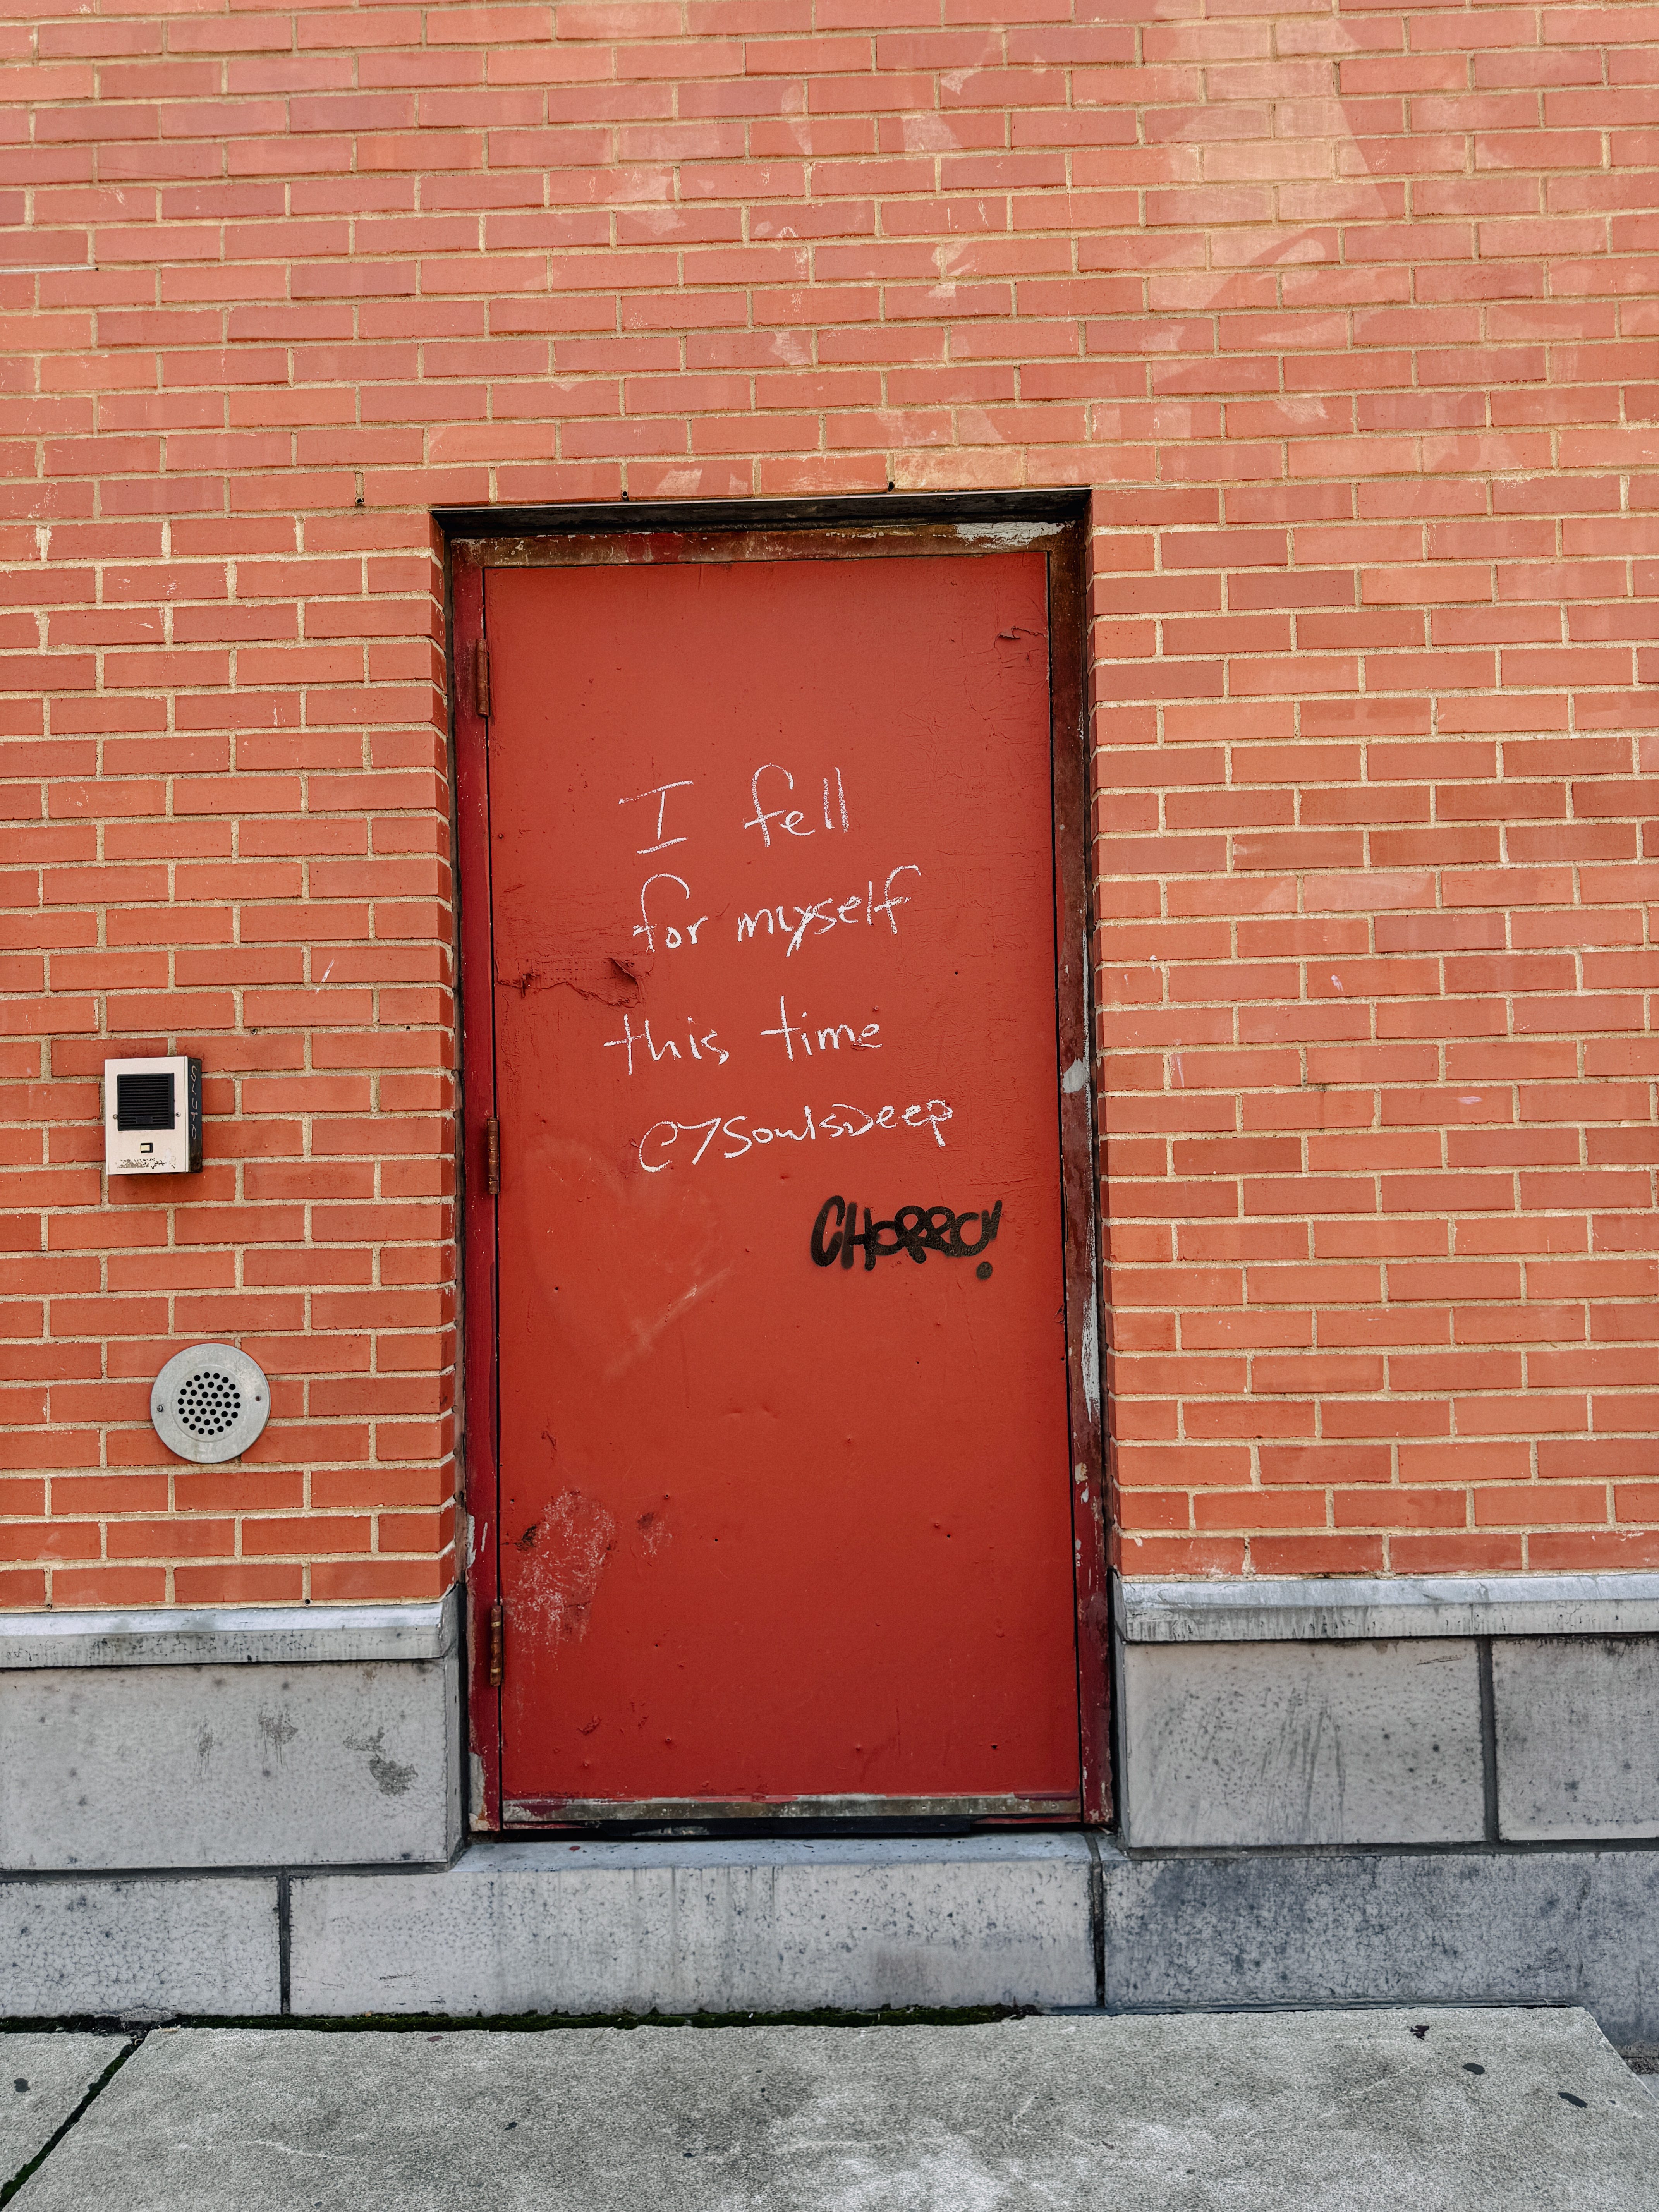 I fell
for myself
this time
@7SoulsDeep
CHORRO!